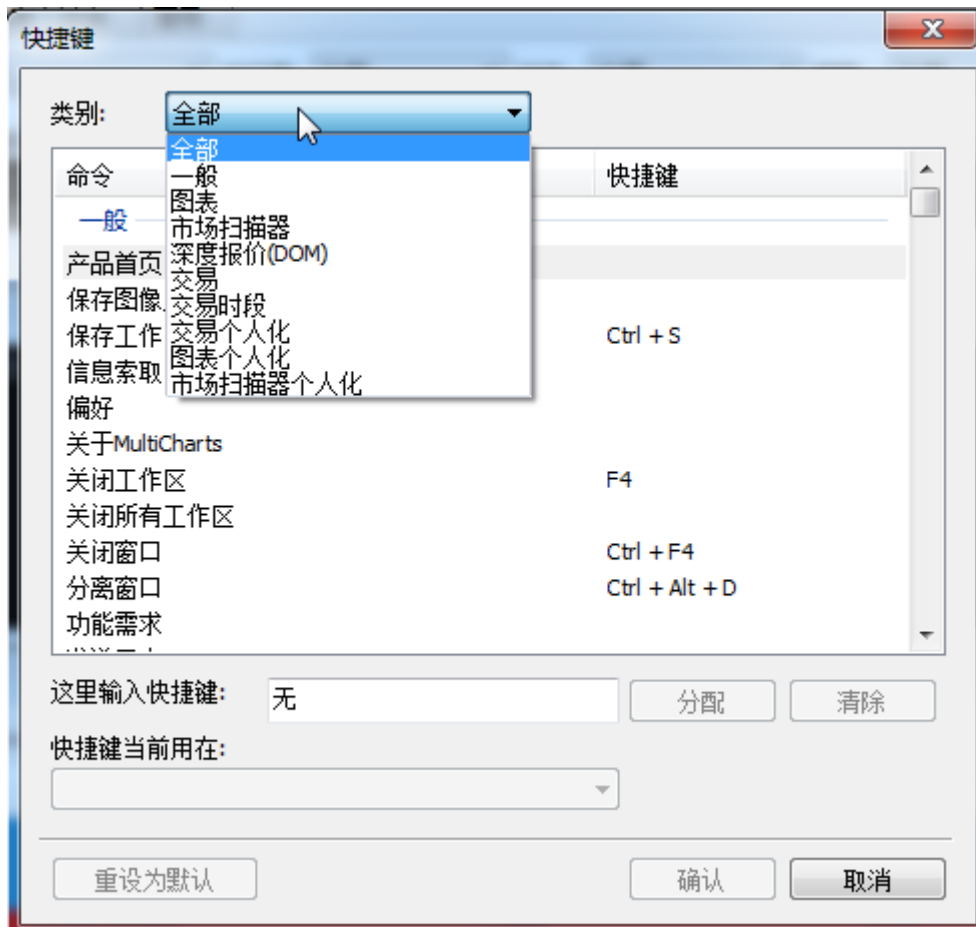 快捷键
类别: 全部
全部
一般
图表
市场扫描器
深度报价(DOM)
交易
交易时段
交易个人化
图表个人化
市场扫描器个人化
命令 快捷键
一般
产品首页
保存图像
保存工作 Ctrl + S
信息索取
偏好
关于MultiCharts
关闭工作区 F4
关闭所有工作区
关闭窗口 Ctrl + F4
分离窗口 Ctrl + Alt + D
功能需求
这里输入快捷键: 无 分配 清除
快捷键当前用在:
重设为默认 确认 取消